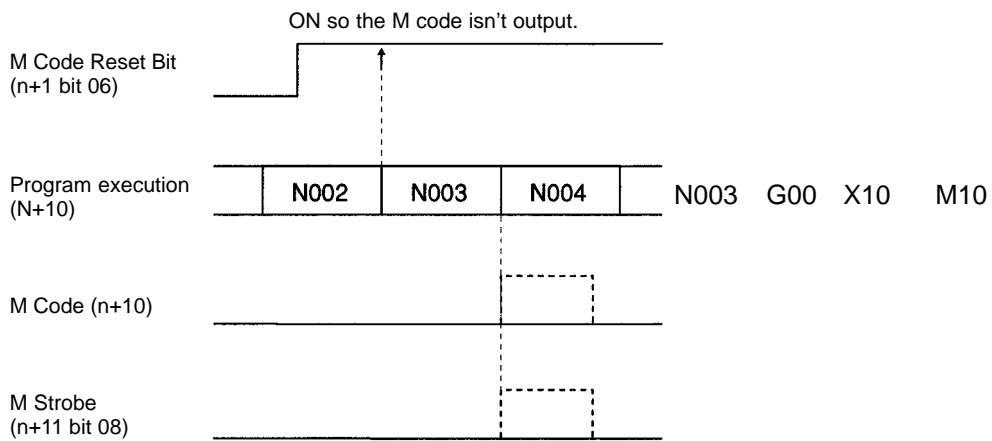 ON so the M code isn't output.
M Code Reset Bit
(n+1 bit 06)
Program execution
(N+10)
N002 N003 N004
N003 G00 X10 M10
M Code (n+10)
M Strobe
(n+11 bit 08)